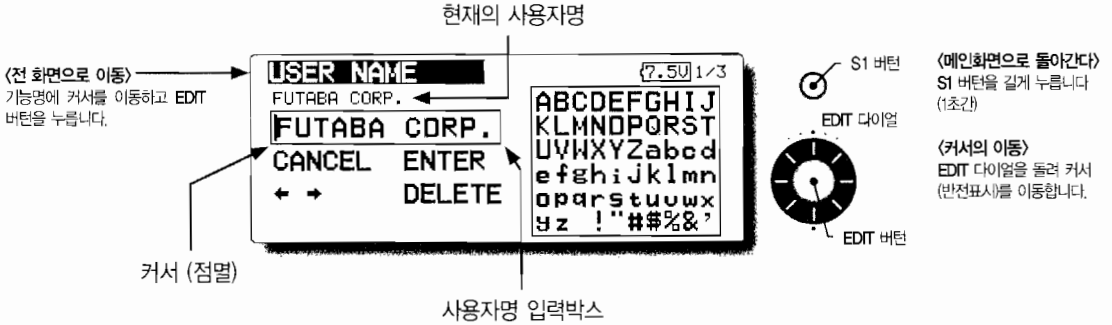 현재의 사용자명
〈전 화면으로 이동〉
기능명에 커서를 이동하고 EDIT
버턴을 누릅니다.
USER NAME
7.5V 1/3
FUTABA CORP.
FUTABA CORP.
CANCEL ENTER
← → DELETE
ABCDEFGHIJ
KLMNOPQRST
UVWXYZabcd
efghijklmn
opqrstuvwx
yz !"#$%&'
커서 (점멸)
사용자명 입력박스
S1 버턴
EDIT 다이얼
EDIT 버턴
〈메인화면으로 돌아간다〉
S1 버턴을 길게 누릅니다
(1초간)
〈커서의 이동〉
EDIT 다이얼을 돌려 커서
(반전표시)를 이동합니다.